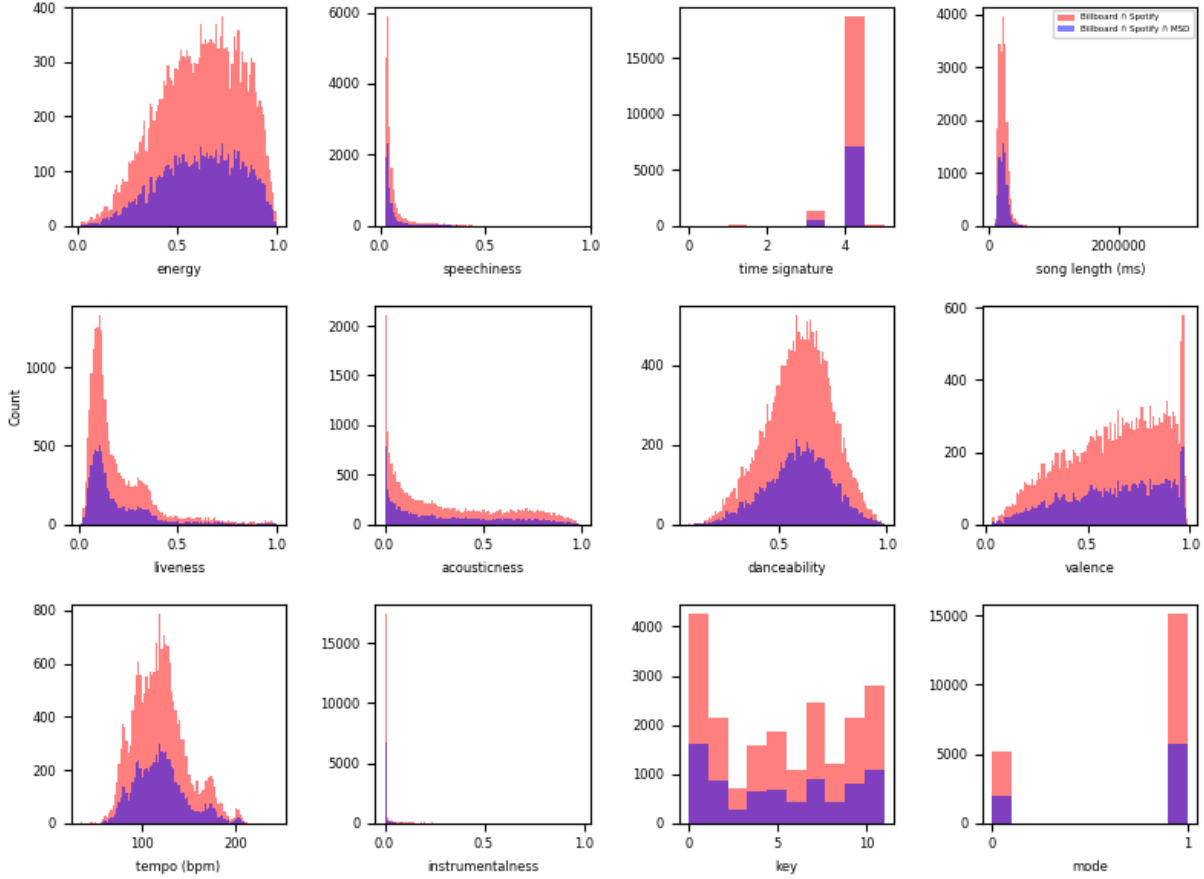 400
300
200
100
0
0.0 0.5 1.0
energy
6000
4000
2000
0
0.0 0.5 1.0
speechiness
15000
10000
5000
0
0 2 4
time signature
Billboard ∩ Spotify
Billboard ∩ Spotify ∩ MSD
4000
3000
2000
1000
0
0 2000000
song length (ms)
Count
1000
500
0
0.0 0.5 1.0
liveness
2000
1500
1000
500
0
0.0 0.5 1.0
acousticness
400
200
0
0.5 1.0
danceability
600
400
200
0
0.0 0.5 1.0
valence
800
600
400
200
0
100 200
tempo (bpm)
15000
10000
5000
0
0.0 0.5 1.0
instrumentalness
4000
3000
2000
1000
0
0 5 10
key
15000
10000
5000
0
0 1
mode